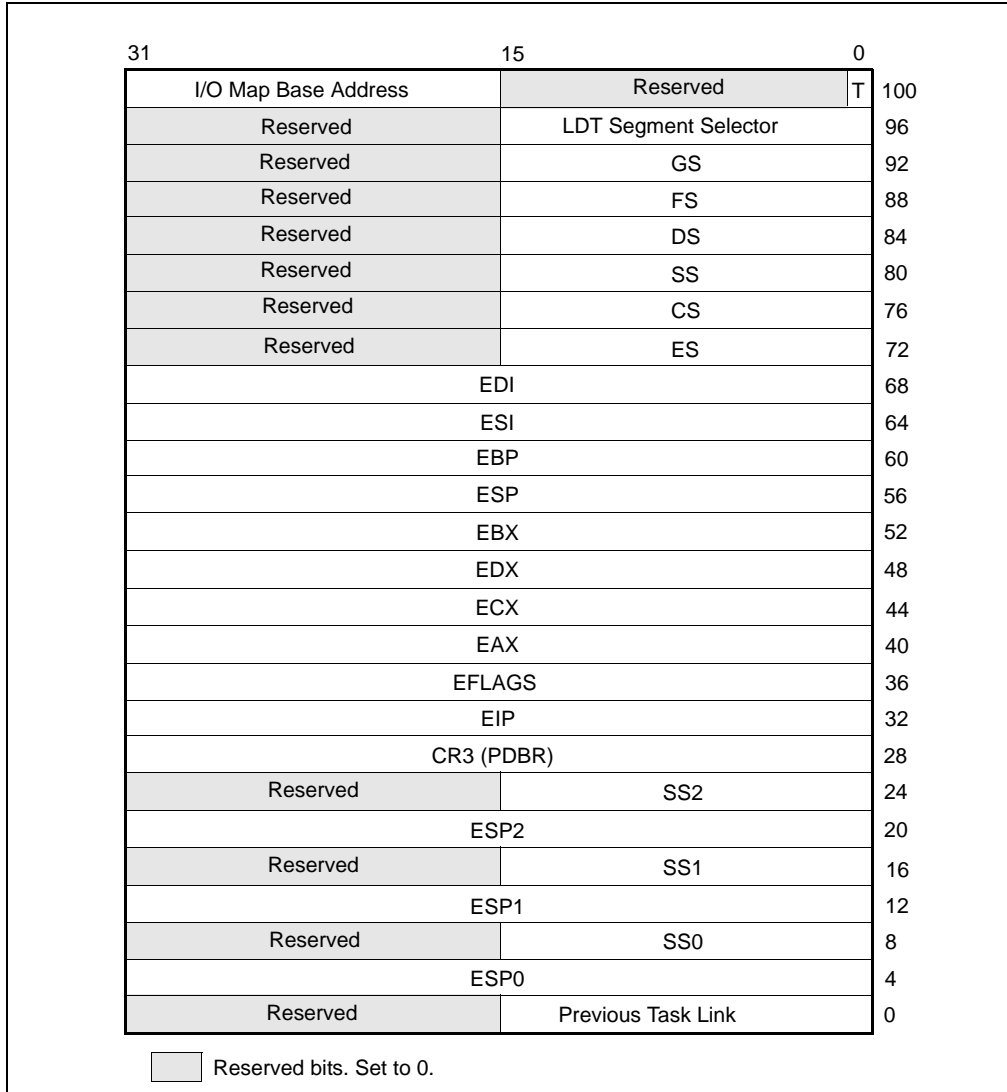 31 15 0
I/O Map Base Address Reserved T 100
Reserved LDT Segment Selector 96
Reserved GS 92
Reserved FS 88
Reserved DS 84
Reserved SS 80
Reserved CS 76
Reserved ES 72
EDI 68
ESI 64
EBP 60
ESP 56
EBX 52
EDX 48
ECX 44
EAX 40
EFLAGS 36
EIP 32
CR3 (PDBR) 28
Reserved SS2 24
ESP2 20
Reserved SS1 16
ESP1 12
Reserved SS0 8
ESP0 4
Reserved Previous Task Link 0
Reserved bits. Set to 0.